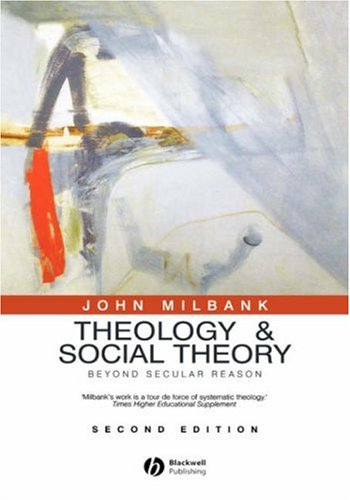 JOHN MILBANK
THEOLOGY &
SOCIAL THEORY
BEYOND SECULAR REASON
'Milbank's work is a tour de force of systematic theology.'
Times Higher Educational Supplement
SECOND EDITION
Blackwell
Publishing